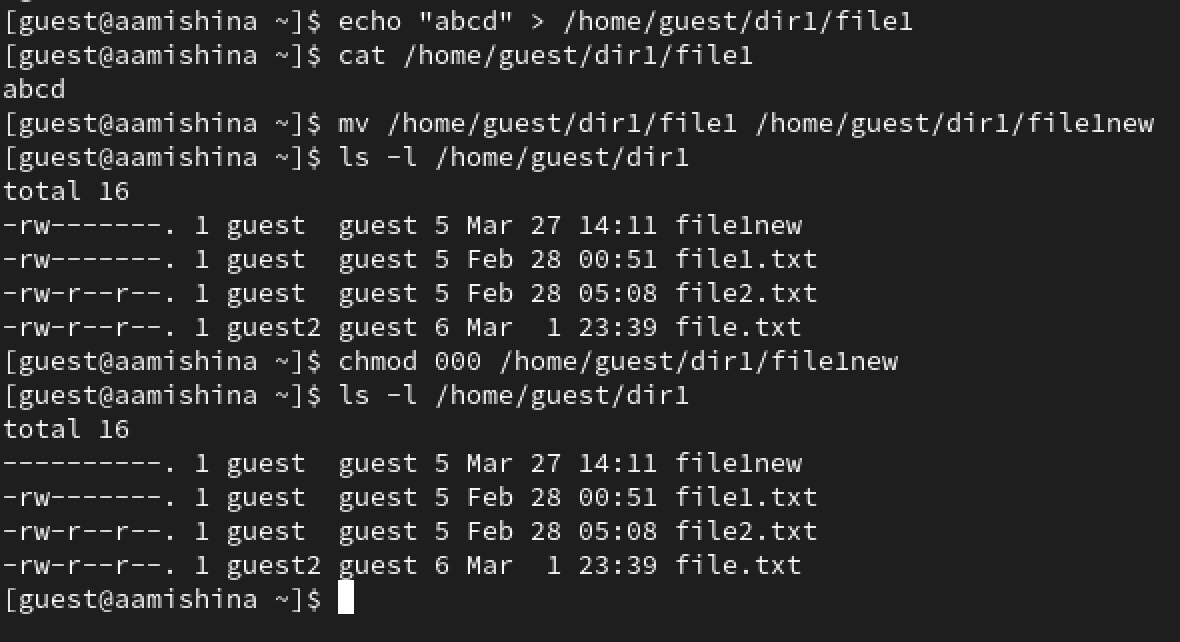 [guest@aamishina ~]$ echo "abcd" > /home/guest/dir1/file1
[guest@aamishina ~]$ cat /home/guest/dir1/file1
abcd
[guest@aamishina ~]$ mv /home/guest/dir1/file1 /home/guest/dir1/file1new
[guest@aamishina ~]$ ls -l /home/guest/dir1
total 16
-rw-------. 1 guest  guest 5 Mar 27 14:11 file1new
-rw-------. 1 guest  guest 5 Feb 28 00:51 file1.txt
-rw-r--r--. 1 guest  guest 5 Feb 28 05:08 file2.txt
-rw-r--r--. 1 guest2 guest 6 Mar  1 23:39 file.txt
[guest@aamishina ~]$ chmod 000 /home/guest/dir1/file1new
[guest@aamishina ~]$ ls -l /home/guest/dir1
total 16
----------. 1 guest  guest 5 Mar 27 14:11 file1new
-rw-------. 1 guest  guest 5 Feb 28 00:51 file1.txt
-rw-r--r--. 1 guest  guest 5 Feb 28 05:08 file2.txt
-rw-r--r--. 1 guest2 guest 6 Mar  1 23:39 file.txt
[guest@aamishina ~]$